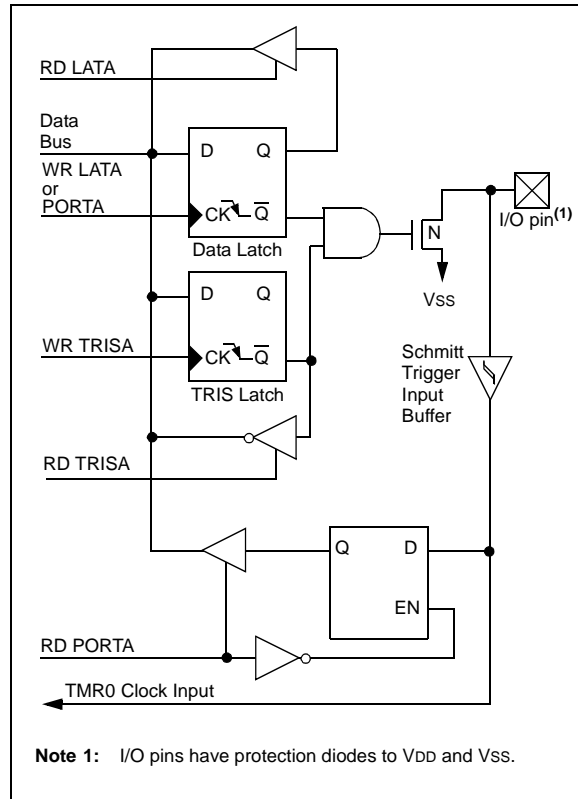 RD LATA
Data
Bus
WR LATA
or
PORTA
D Q
CK Q
Data Latch
N
I/O pin(1)
VSS
D Q
CK Q
WR TRISA
TRIS Latch
Schmitt
Trigger
Input
Buffer
RD TRISA
Q D
EN
RD PORTA
TMR0 Clock Input
Note 1: I/O pins have protection diodes to VDD and VSS.